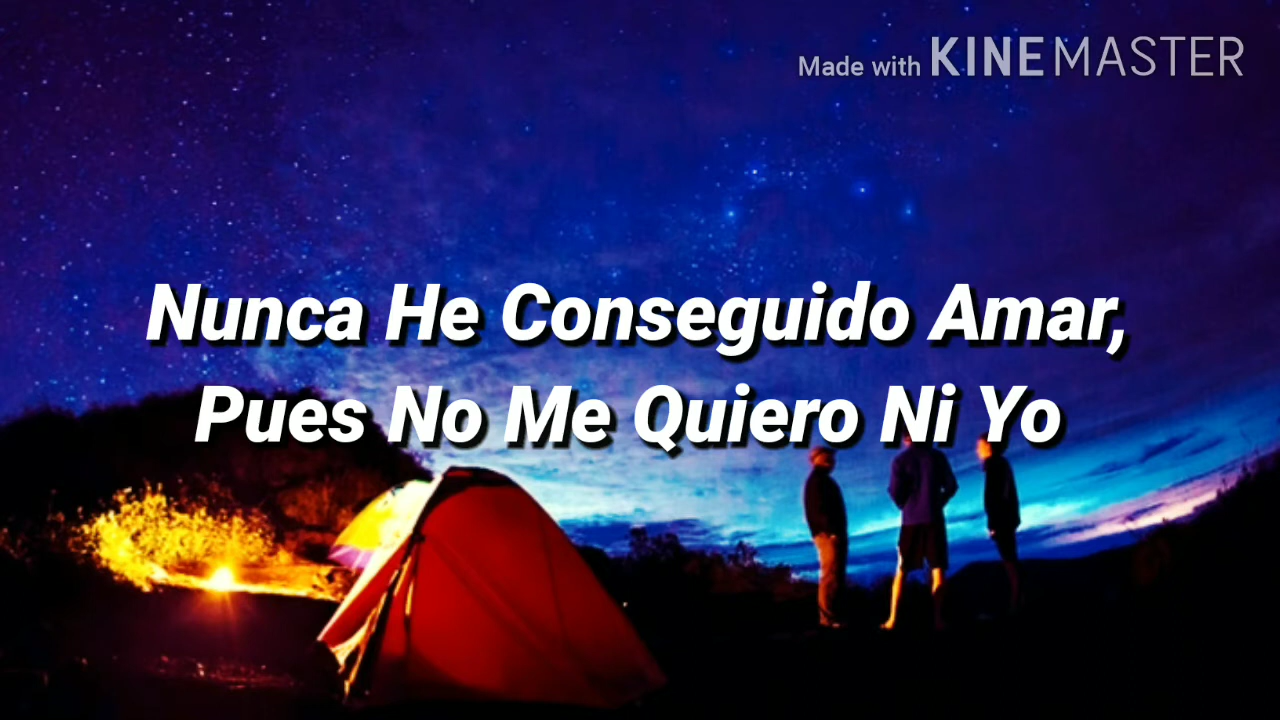 Made with KINEMASTER
Nunca He Conseguido Amar,
Pues No Me Quiero Ni Yo